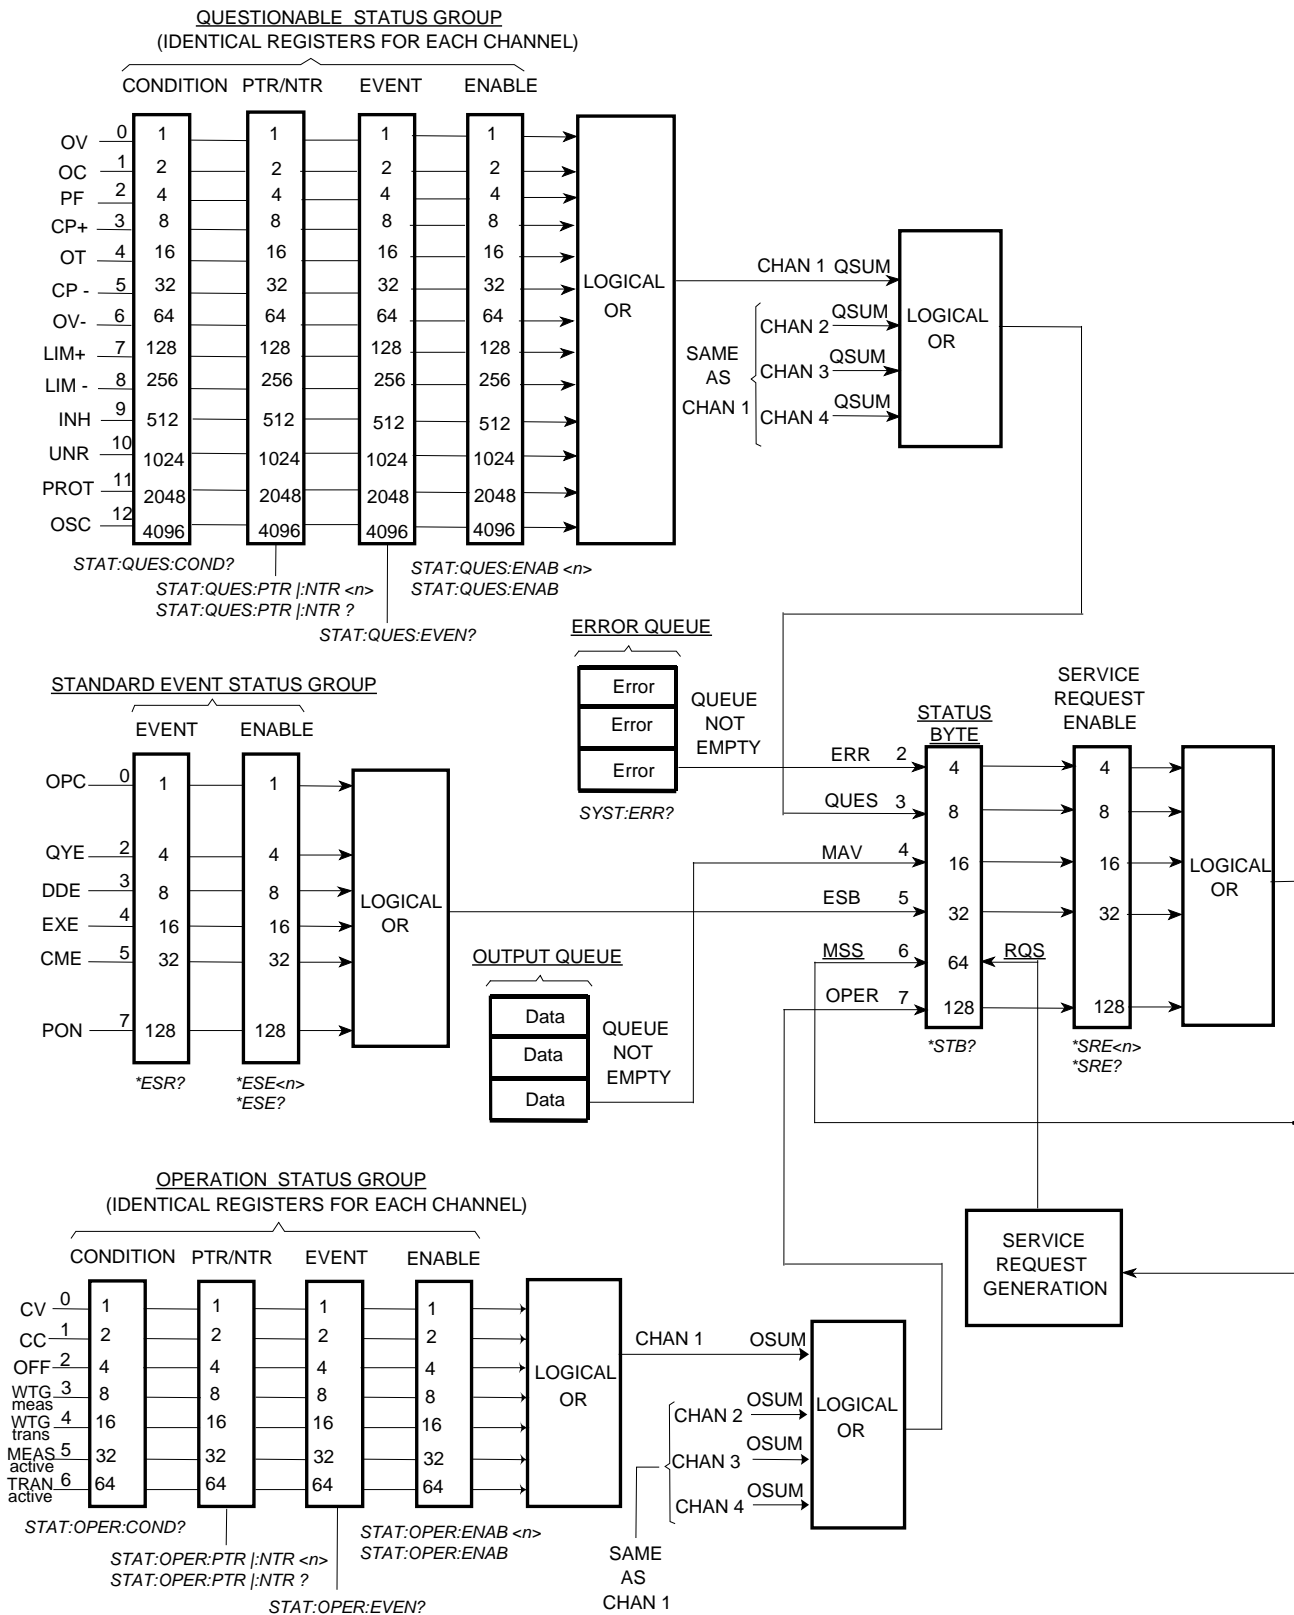 QUESTIONABLE STATUS GROUP
(IDENTICAL REGISTERS FOR EACH CHANNEL)
CONDITION PTR/NTR EVENT ENABLE
OV 0 1 1 1 1
OC 1 2 2 2 2
PF 2 4 4 4 4
CP+ 3 8 8 8 8
OT 4 16 16 16 16
CP - 5 32 32 32 32
OV- 6 64 64 64 64
LIM+ 7 128 128 128 128
LIM - 8 256 256 256 256
INH 9 512 512 512 512
UNR 10 1024 1024 1024 1024
PROT 11 2048 2048 2048 2048
OSC 12 4096 4096 4096 4096
LOGICAL
OR
CHAN 1 QSUM
CHAN 2 QSUM
CHAN 3 QSUM
CHAN 4 QSUM
SAME
AS
CHAN 1
LOGICAL
OR
STAT:QUES:COND?
STAT:QUES:PTR |:NTR <n>
STAT:QUES:PTR |:NTR ?
STAT:QUES:EVEN?
STAT:QUES:ENAB <n>
STAT:QUES:ENAB
ERROR QUEUE
Error
Error
Error
QUEUE
NOT
EMPTY
SYST:ERR?
STANDARD EVENT STATUS GROUP
EVENT ENABLE
OPC 0 1 1
QYE 2 4 4
DDE 3 8 8
EXE 4 16 16
CME 5 32 32
PON 7 128 128
LOGICAL
OR
*ESR?
*ESE<n>
*ESE?
OUTPUT QUEUE
Data
Data
Data
QUEUE
NOT
EMPTY
STATUS
BYTE
SERVICE
REQUEST
ENABLE
ERR 2 4 4
QUES 3 8 8
MAV 4 16 16
ESB 5 32 32
MSS 6 64 RQS
OPER 7 128 128
LOGICAL
OR
*STB?
*SRE<n>
*SRE?
SERVICE
REQUEST
GENERATION
OPERATION STATUS GROUP
(IDENTICAL REGISTERS FOR EACH CHANNEL)
CONDITION PTR/NTR EVENT ENABLE
CV 0 1 1 1 1
CC 1 2 2 2 2
OFF 2 4 4 4 4
WTG meas 3 8 8 8 8
WTG trans 4 16 16 16 16
MEAS active 5 32 32 32 32
TRAN active 6 64 64 64 64
LOGICAL
OR
CHAN 1 OSUM
CHAN 2 OSUM
CHAN 3 OSUM
CHAN 4 OSUM
SAME
AS
CHAN 1
LOGICAL
OR
STAT:OPER:COND?
STAT:OPER:PTR |:NTR <n>
STAT:OPER:PTR |:NTR ?
STAT:OPER:EVEN?
STAT:OPER:ENAB <n>
STAT:OPER:ENAB